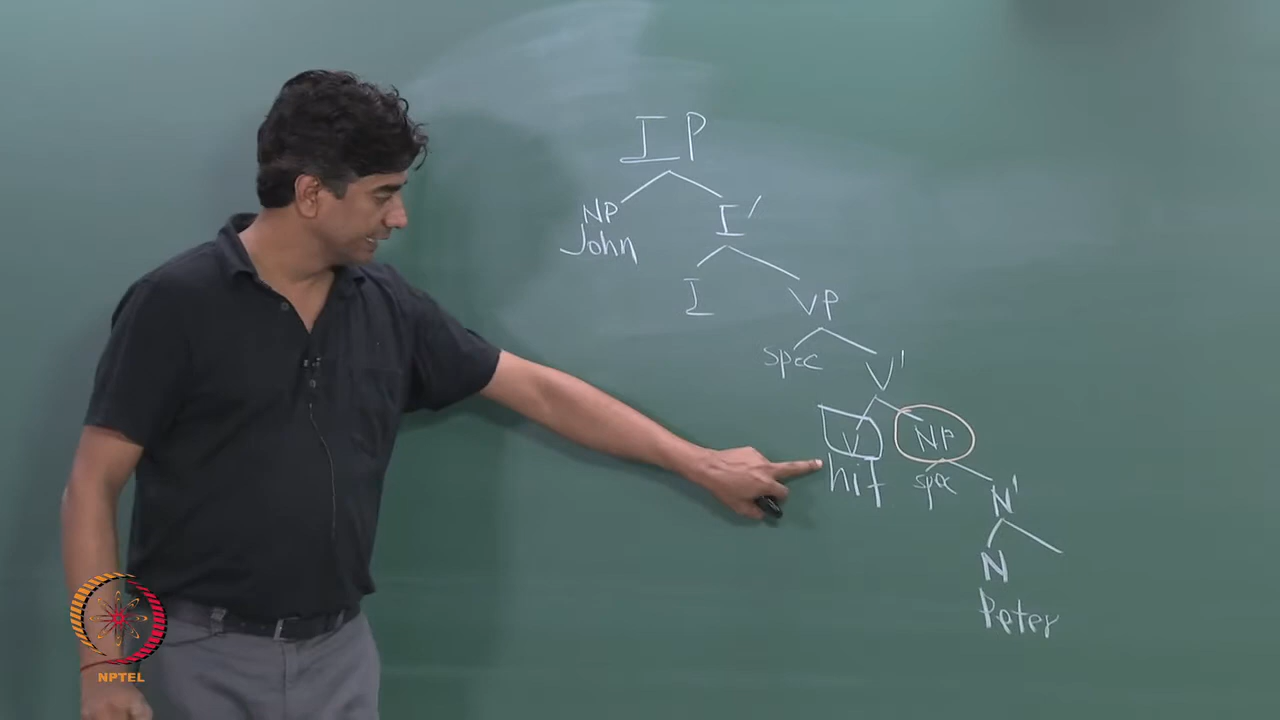 IP
NP I'
John
I VP
spec V'
V NP
hit spec N'
N
Peter
NPTEL